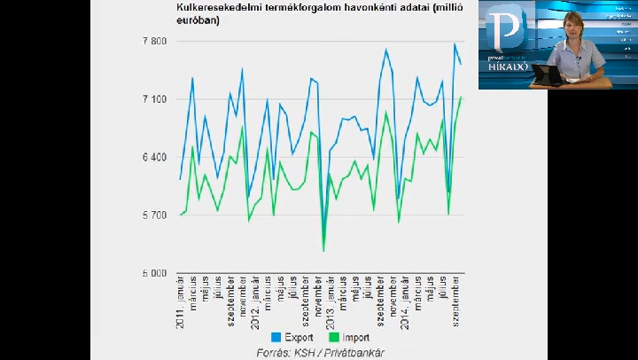 Kulkeresekedelmi termékforgalom havonkénti adatai (millió
euróban)
7 800
7 100
6 400
5 700
5 000
2011. január
március
május
július
szeptember
november
2012. január
március
május
július
szeptember
november
2013. január
március
május
július
szeptember
november
2014. január
március
május
július
szeptember
Export
Import
Forrás: KSH / Privátbankár
P
HÍRADÓ